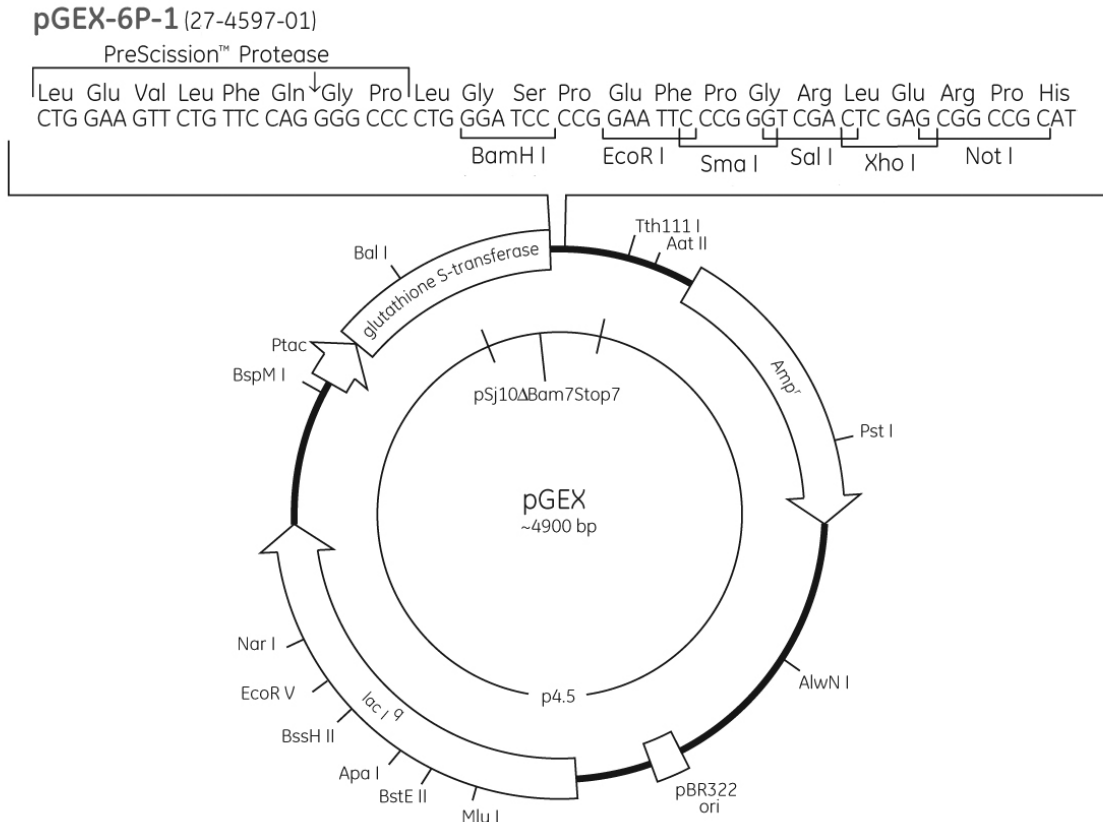 pGEX-6P-1 (27-4597-01)
PreScission™ Protease
Leu Glu Val Leu Phe Gln↓Gly Pro Leu Gly Ser Pro Glu Phe Pro Gly Arg Leu Glu Arg Pro His
CTG GAA GTT CTG TTC CAG GGG CCC CTG GGA TCC CCG GAA TTC CCG GGT CGA CTC GAG CGG CCG CAT
BamH I EcoR I Sma I Sal I Xho I Not I
Tth111 I
Aat II
Bal I
glutathione S-transferase
Ptac
BspM I
Ampʳ
pSj10ΔBam7Stop7
Pst I
pGEX
~4900 bp
Nar I
EcoR V
BssH II
Apa I
BstE II
Mlu I
lac I q
p4.5
AlwN I
pBR322
ori